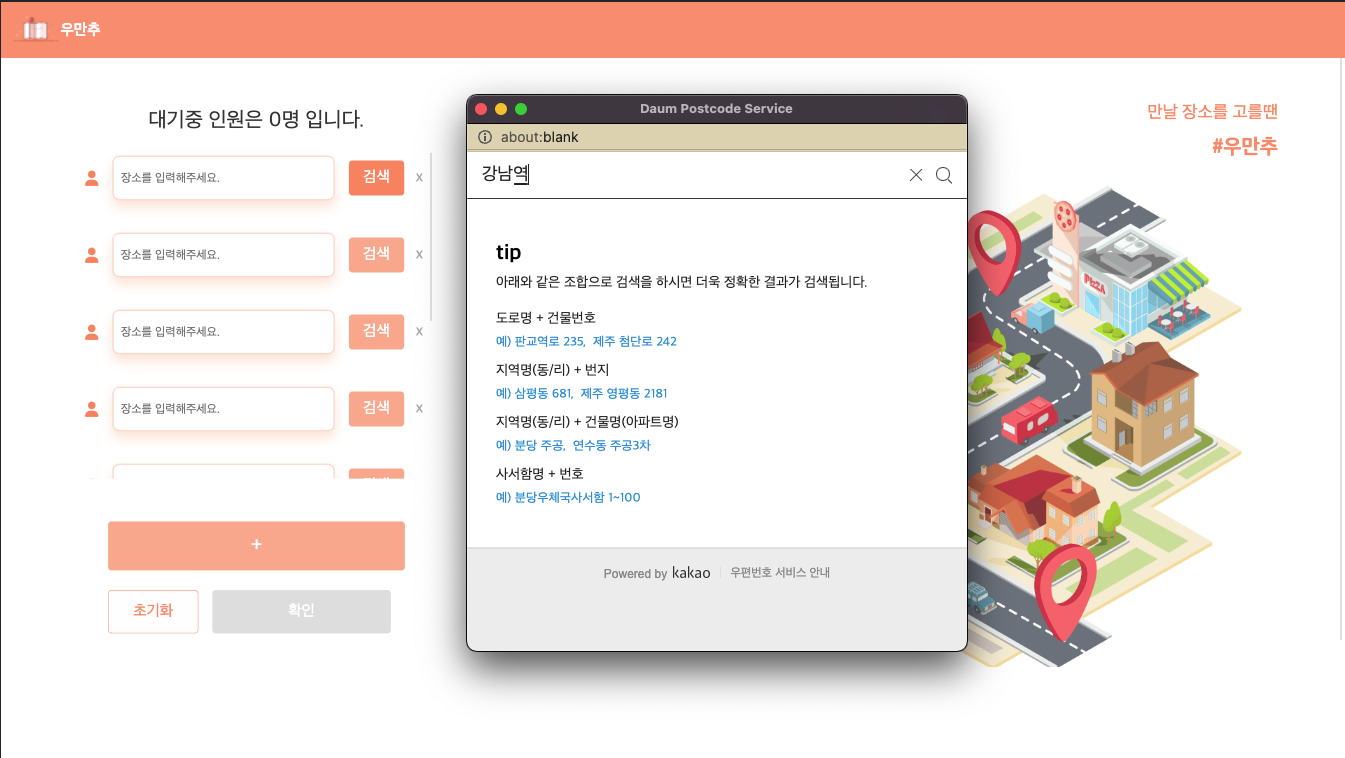 우만추
대기중 인원은 0명 입니다.
장소를 입력해주세요. 검색 x
장소를 입력해주세요. 검색 x
장소를 입력해주세요. 검색 x
장소를 입력해주세요. 검색 x
+
초기화 확인
Daum Postcode Service
about:blank
강남역
tip
아래와 같은 조합으로 검색을 하시면 더욱 정확한 결과가 검색됩니다.
도로명 + 건물번호
예) 판교역로 235, 제주 첨단로 242
지역명(동/리) + 번지
예) 삼평동 681, 제주 영평동 2181
지역명(동/리) + 건물명(아파트명)
예) 분당 주공, 연수동 주공3차
사서함명 + 번호
예) 분당우체국사서함 1~100
Powered by kakao 우편번호 서비스 안내
만날 장소를 고를땐
#우만추
PIZZA